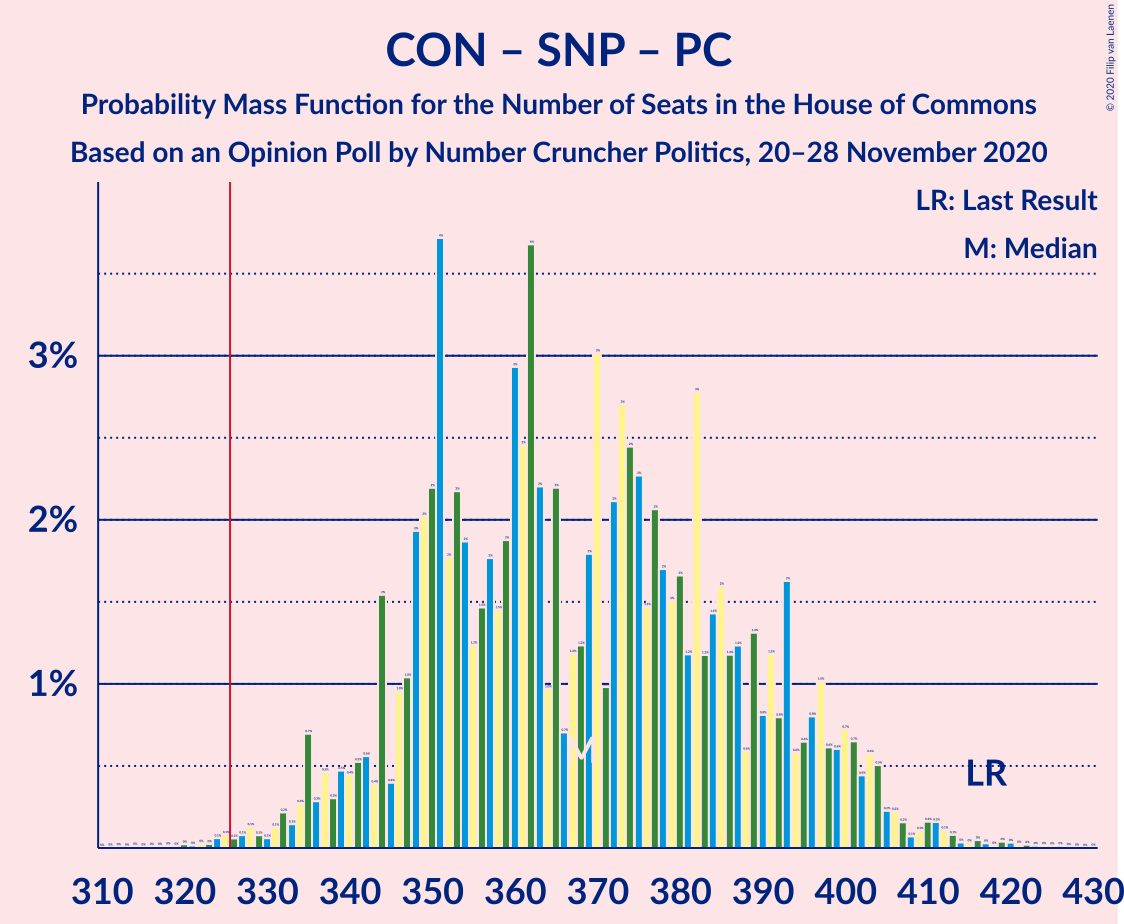 CON – SNP – PC
Probability Mass Function for the Number of Seats in the House of Commons
Based on an Opinion Poll by Number Cruncher Politics, 20–28 November 2020
© 2020 Filip van Laenen
LR: Last Result
M: Median
3%
2%
1%
M
LR
310 320 330 340 350 360 370 380 390 400 410 420 430